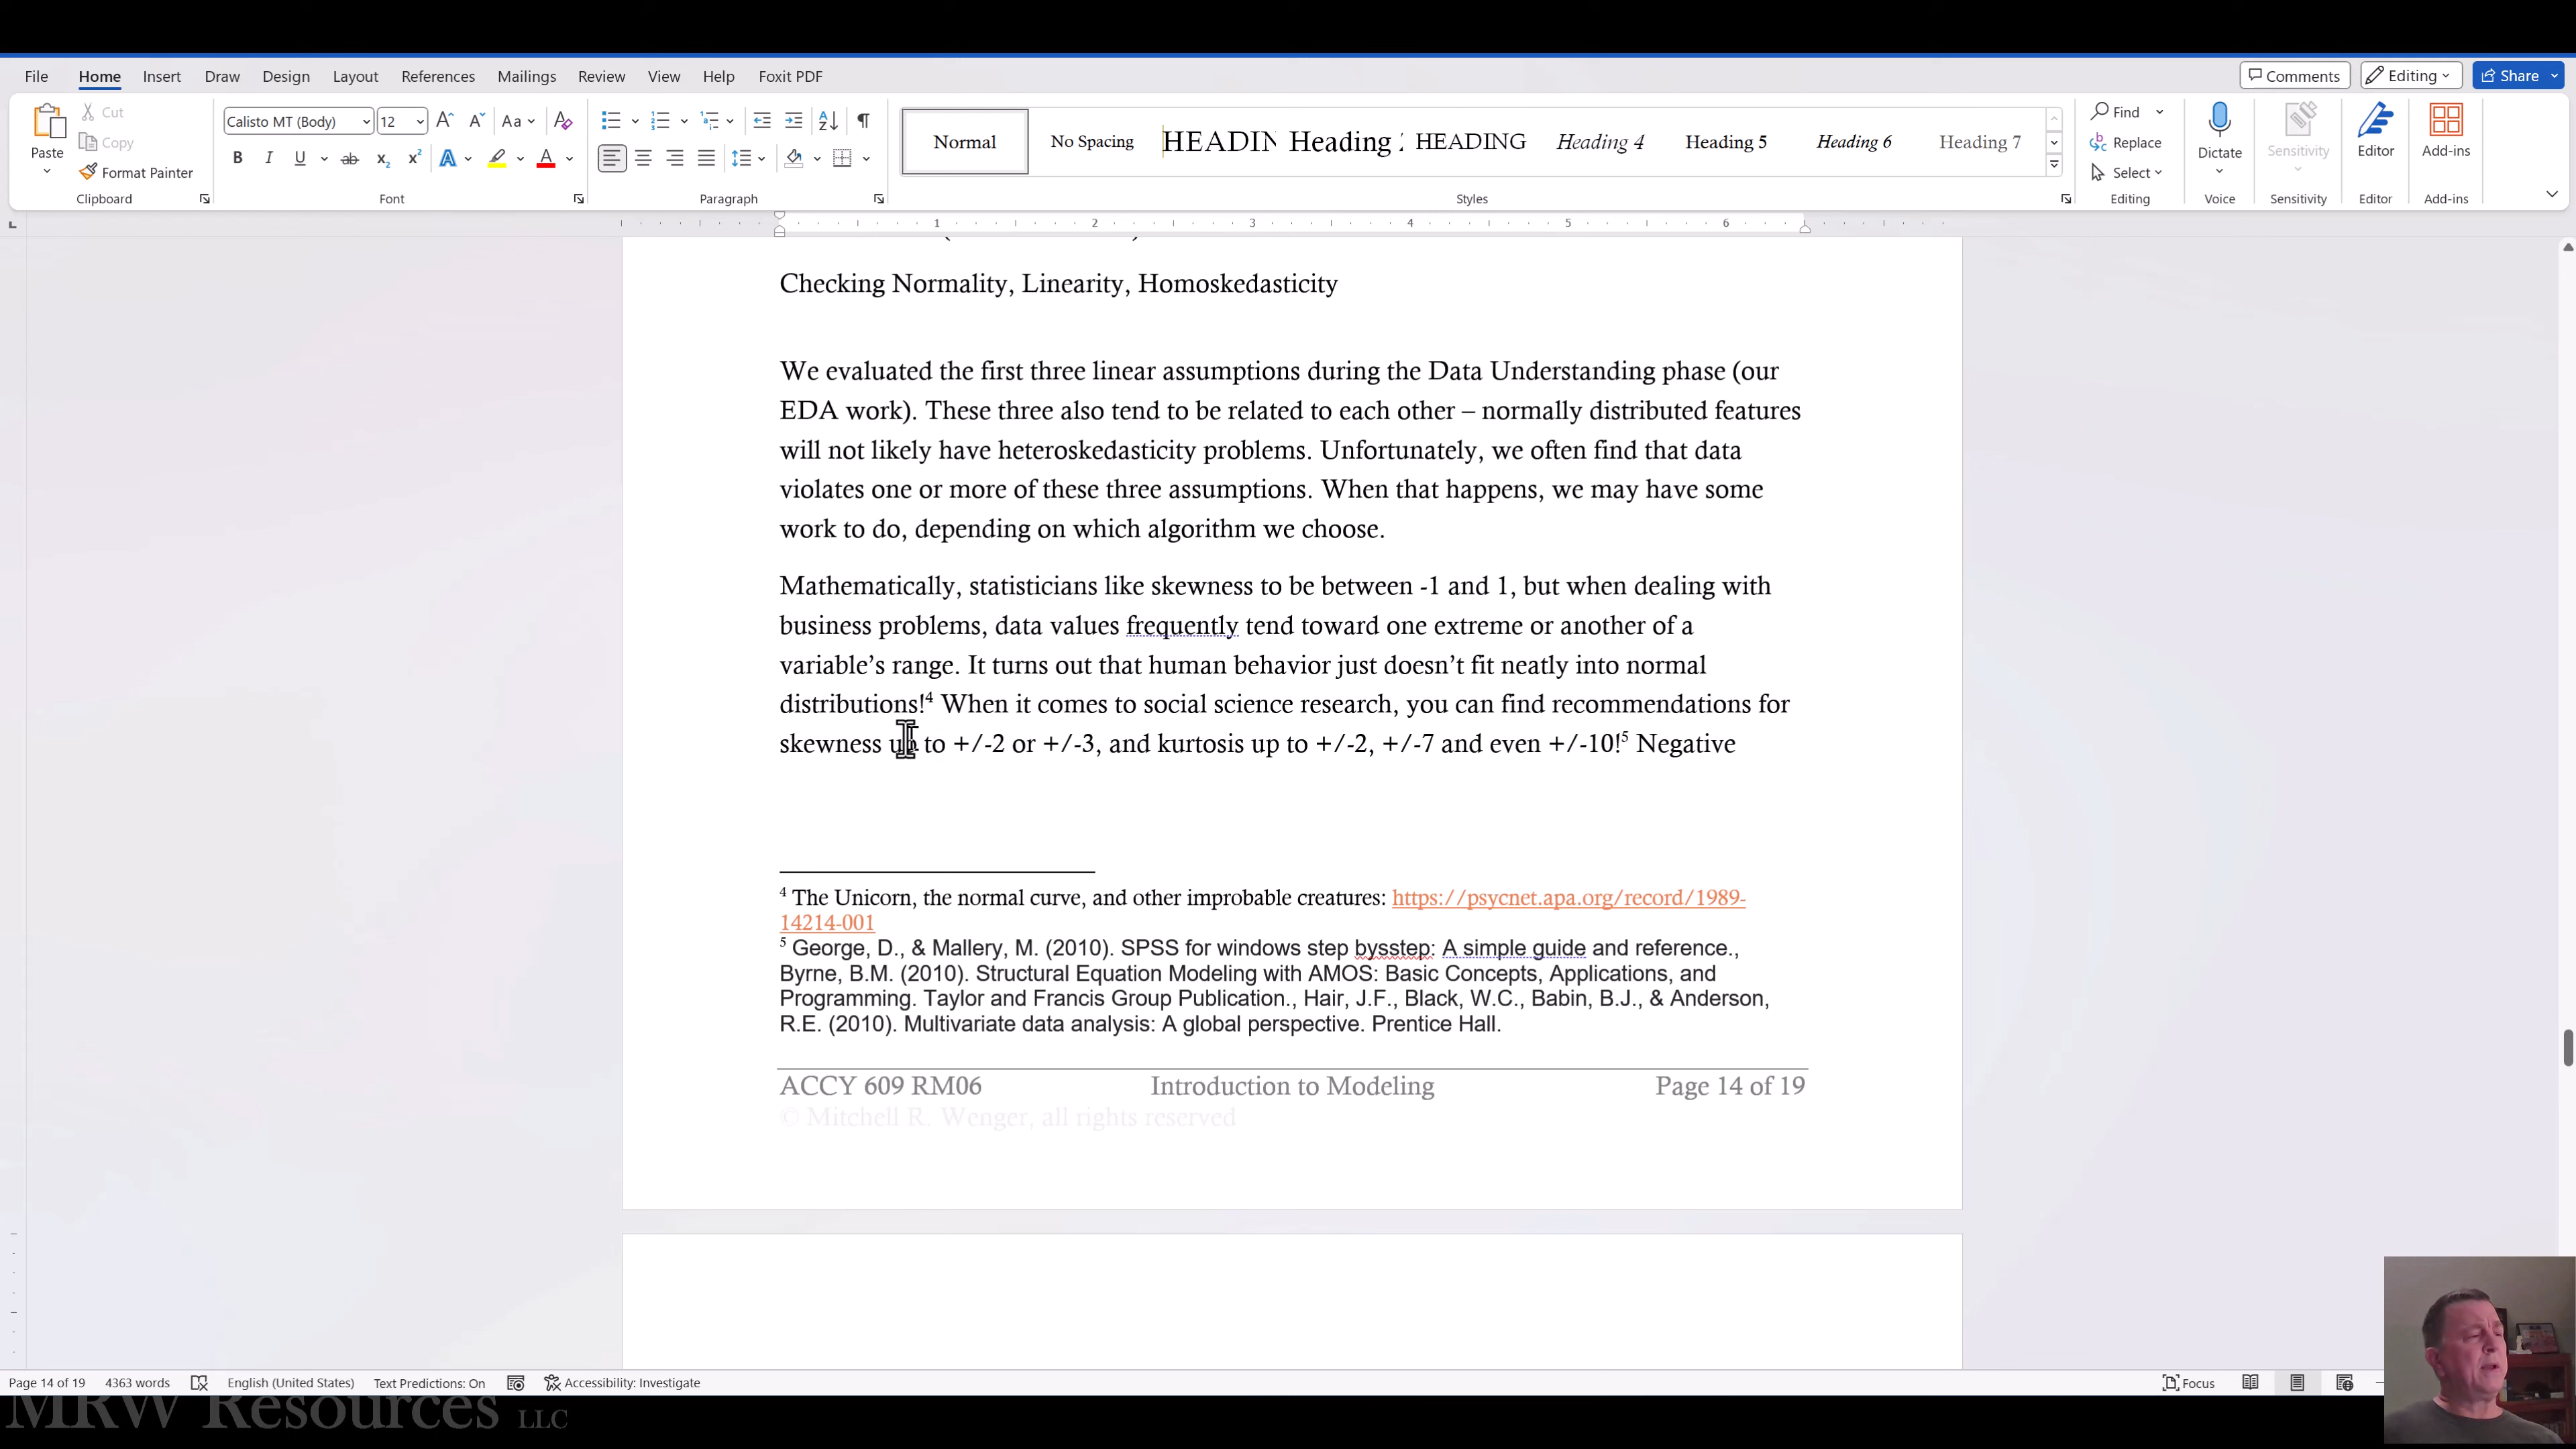 File Home Insert Draw Design Layout References Mailings Review View Help Foxit PDF Comments Editing Share
Paste Cut Copy Format Painter Clipboard
Calisto MT (Body) 12 Aa
B I U ab x₂ x² A A
Font
Paragraph
Normal No Spacing HEADIN Heading 2 HEADING Heading 4 Heading 5 Heading 6 Heading 7
Styles
Find Replace Select Editing
Dictate Voice
Sensitivity Sensitivity
Editor Editor
Add-ins Add-ins
1 2 3 4 5 6
Checking Normality, Linearity, Homoskedasticity
We evaluated the first three linear assumptions during the Data Understanding phase (our
EDA work). These three also tend to be related to each other – normally distributed features
will not likely have heteroskedasticity problems. Unfortunately, we often find that data
violates one or more of these three assumptions. When that happens, we may have some
work to do, depending on which algorithm we choose.
Mathematically, statisticians like skewness to be between -1 and 1, but when dealing with
business problems, data values frequently tend toward one extreme or another of a
variable’s range. It turns out that human behavior just doesn’t fit neatly into normal
distributions!⁴ When it comes to social science research, you can find recommendations for
skewness up to +/-2 or +/-3, and kurtosis up to +/-2, +/-7 and even +/-10!⁵ Negative
⁴ The Unicorn, the normal curve, and other improbable creatures: https://psycnet.apa.org/record/1989-
14214-001
⁵ George, D., & Mallery, M. (2010). SPSS for windows step bysstep: A simple guide and reference.,
Byrne, B.M. (2010). Structural Equation Modeling with AMOS: Basic Concepts, Applications, and
Programming. Taylor and Francis Group Publication., Hair, J.F., Black, W.C., Babin, B.J., & Anderson,
R.E. (2010). Multivariate data analysis: A global perspective. Prentice Hall.
ACCY 609 RM06 Introduction to Modeling Page 14 of 19
© Mitchell R. Wenger, all rights reserved
Page 14 of 19 4363 words English (United States) Text Predictions: On Accessibility: Investigate Focus
MRW Resources LLC